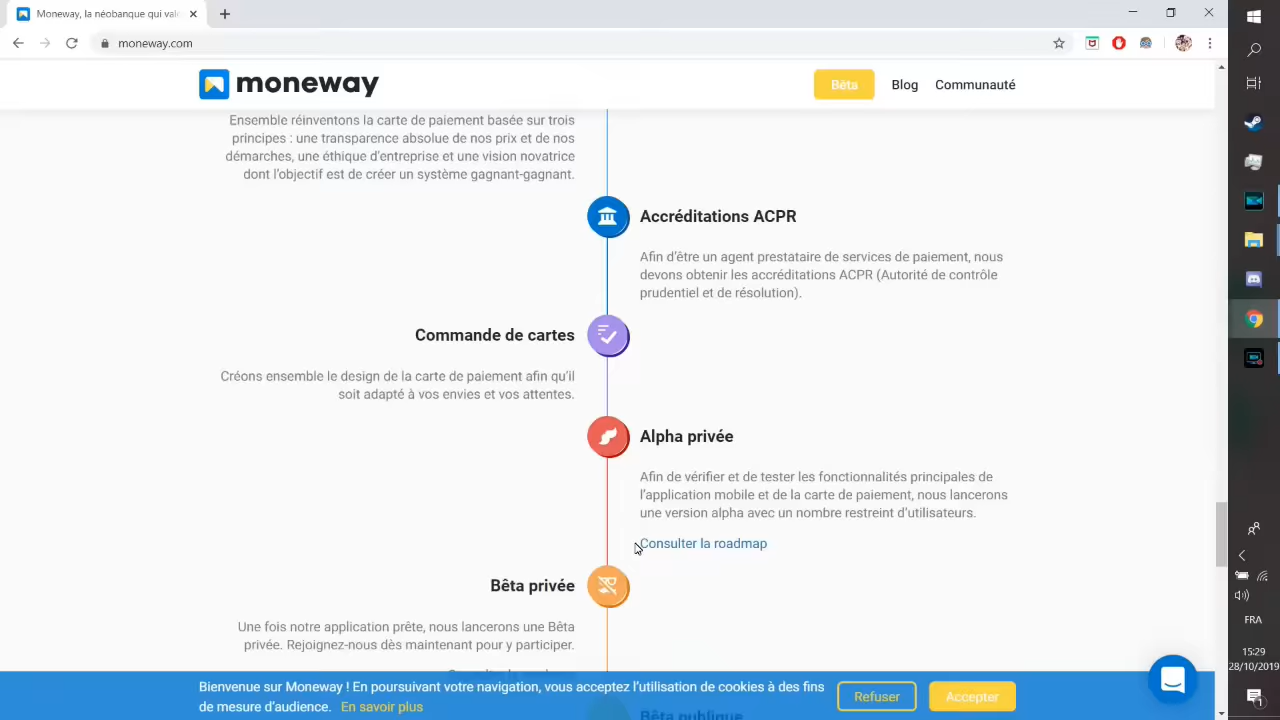 Moneway, la néobanque qui val
moneway.com
moneway
Bêta
Blog
Communauté
Ensemble réinventons la carte de paiement basée sur trois
principes : une transparence absolue de nos prix et de nos
démarches, une éthique d'entreprise et une vision novatrice
dont l'objectif est de créer un système gagnant-gagnant.
Accréditations ACPR
Afin d'être un agent prestataire de services de paiement, nous
devons obtenir les accréditations ACPR (Autorité de contrôle
prudentiel et de résolution).
Commande de cartes
Créons ensemble le design de la carte de paiement afin qu'il
soit adapté à vos envies et vos attentes.
Alpha privée
Afin de vérifier et de tester les fonctionnalités principales de
l'application mobile et de la carte de paiement, nous lancerons
une version alpha avec un nombre restreint d'utilisateurs.
Consulter la roadmap
Bêta privée
Une fois notre application prête, nous lancerons une Bêta
privée. Rejoignez-nous dès maintenant pour y participer.
Bêta publique
Bienvenue sur Moneway ! En poursuivant votre navigation, vous acceptez l'utilisation de cookies à des fins
de mesure d'audience. En savoir plus
Refuser
Accepter
FRA
15:29
28/10/2019
1